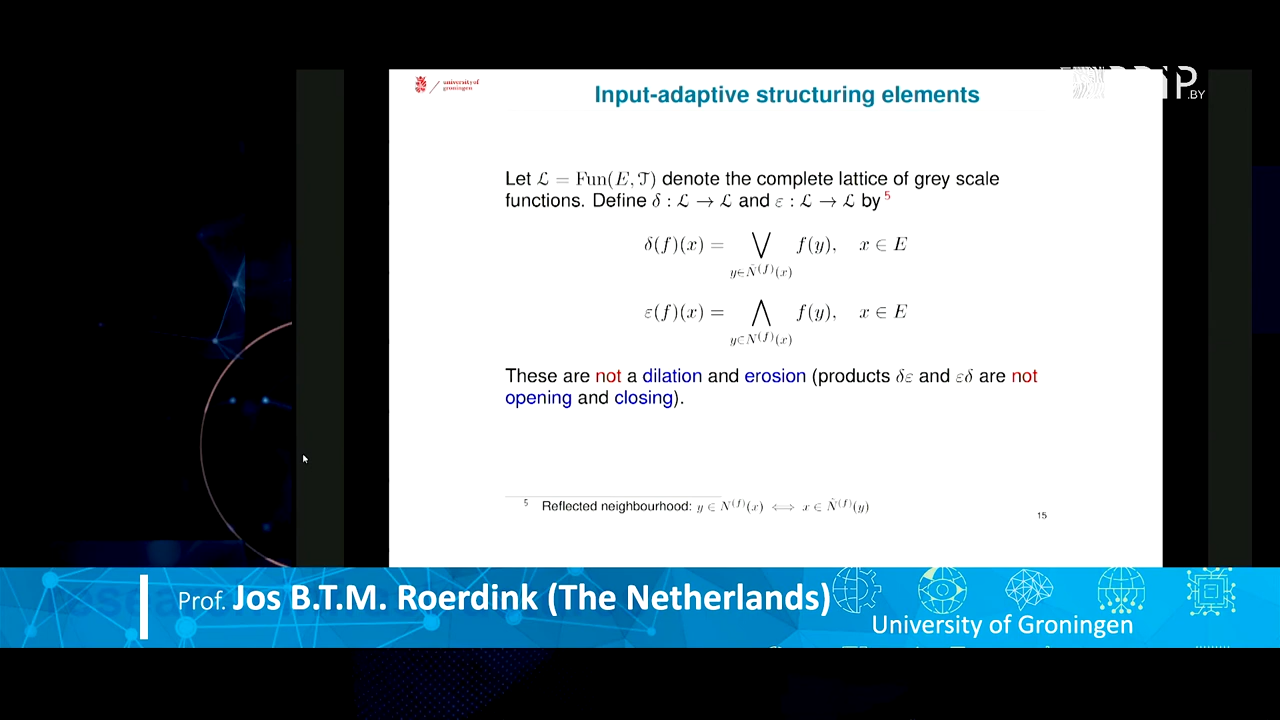 university of
groningen
Input-adaptive structuring elements
.BY
Let ℒ = Fun(E, 𝒯) denote the complete lattice of grey scale
functions. Define δ : ℒ → ℒ and ε : ℒ → ℒ by 5
δ(f)(x) = ⋁ f(y), x ∈ E
y∈Ň^(f)(x)
ε(f)(x) = ⋀ f(y), x ∈ E
y∈N^(f)(x)
These are not a dilation and erosion (products δε and εδ are not
opening and closing).
5 Reflected neighbourhood: y ∈ N^(f)(x) ⟺ x ∈ Ň^(f)(y)
15
Prof. Jos B.T.M. Roerdink (The Netherlands)
University of Groningen